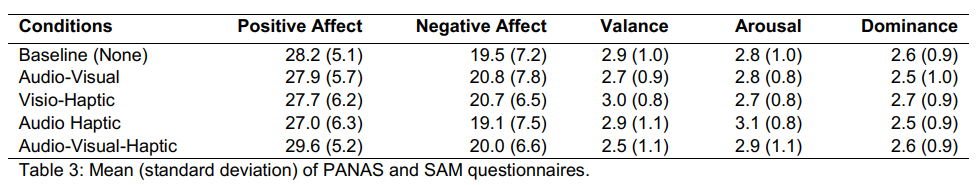 Conditions Positive Affect Negative Affect Valance Arousal Dominance
Baseline (None) 28.2 (5.1) 19.5 (7.2) 2.9 (1.0) 2.8 (1.0) 2.6 (0.9)
Audio-Visual 27.9 (5.7) 20.8 (7.8) 2.7 (0.9) 2.8 (0.8) 2.5 (1.0)
Visio-Haptic 27.7 (6.2) 20.7 (6.5) 3.0 (0.8) 2.7 (0.8) 2.7 (0.9)
Audio Haptic 27.0 (6.3) 19.1 (7.5) 2.9 (1.1) 3.1 (0.8) 2.5 (0.9)
Audio-Visual-Haptic 29.6 (5.2) 20.0 (6.6) 2.5 (1.1) 2.9 (1.1) 2.6 (0.9)
Table 3: Mean (standard deviation) of PANAS and SAM questionnaires.